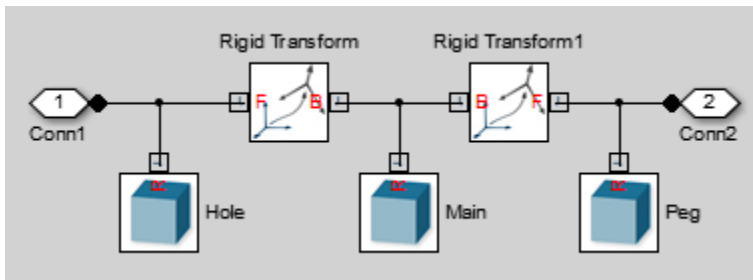 Rigid Transform
Rigid Transform1
1
F
B
B
F
2
Conn1
Conn2
R
Hole
R
Main
R
Peg